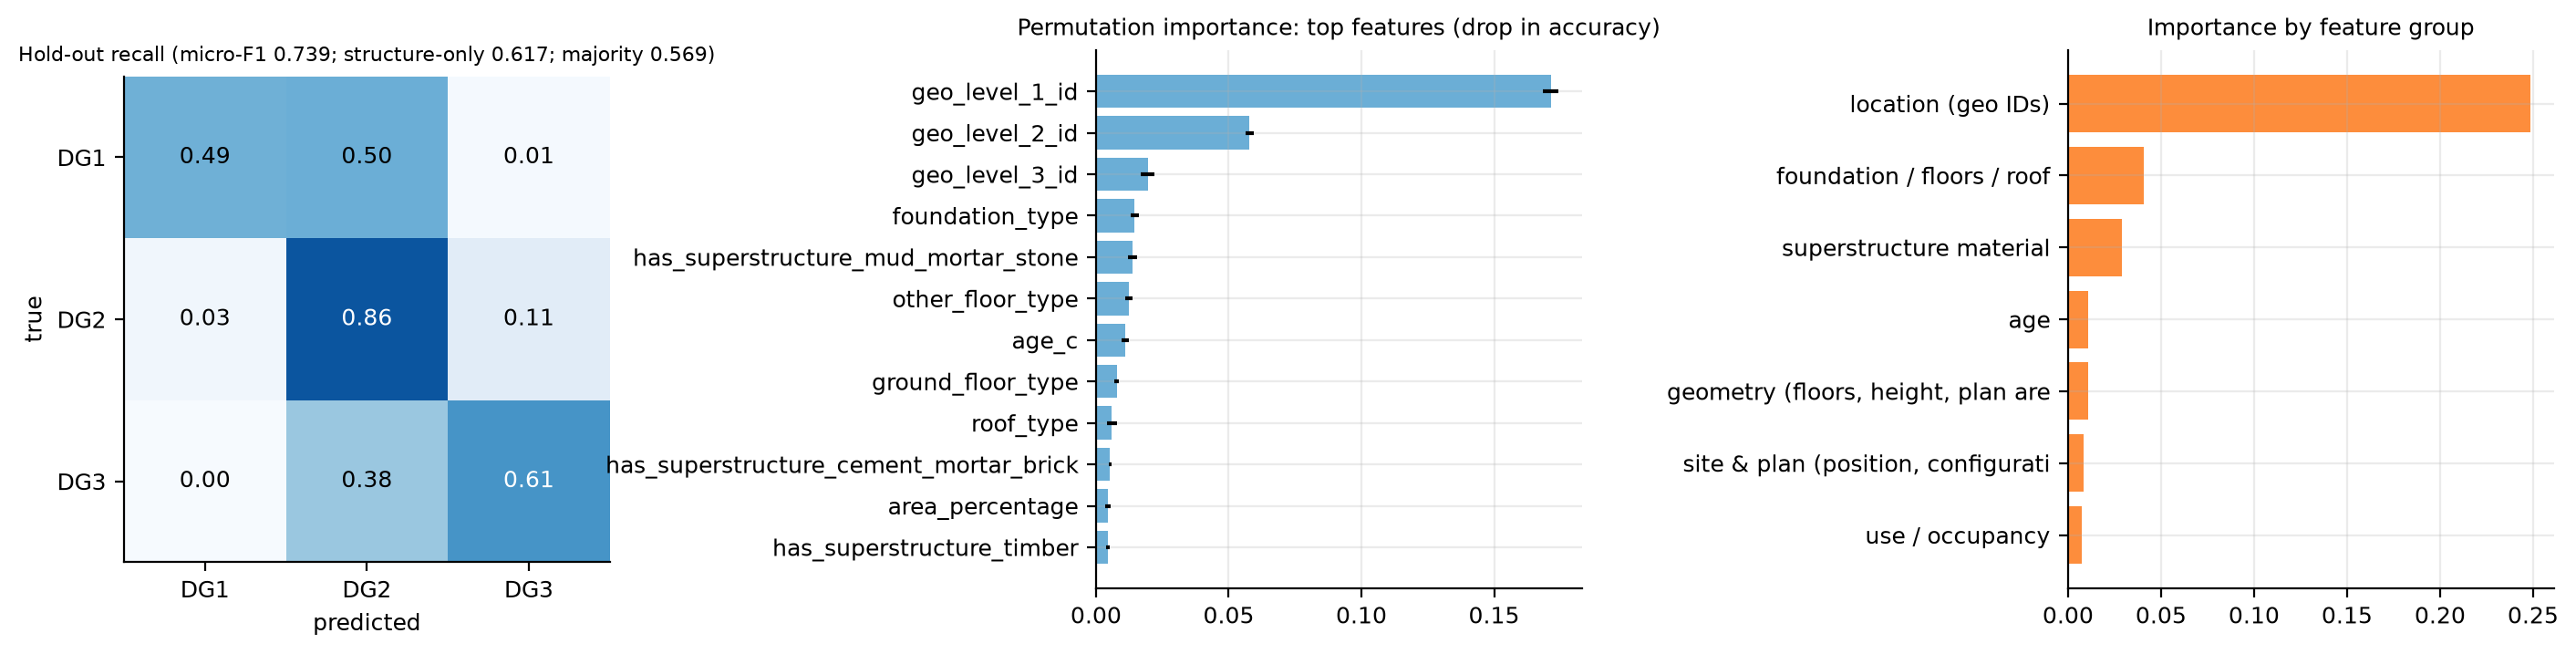 Hold-out recall (micro-F1 0.739; structure-only 0.617; majority 0.569)
true
DG1
DG2
DG3
0.49 0.50 0.01
0.03 0.86 0.11
0.00 0.38 0.61
DG1 DG2 DG3
predicted
Permutation importance: top features (drop in accuracy)
geo_level_1_id
geo_level_2_id
geo_level_3_id
foundation_type
has_superstructure_mud_mortar_stone
other_floor_type
age_c
ground_floor_type
roof_type
has_superstructure_cement_mortar_brick
area_percentage
has_superstructure_timber
0.00 0.05 0.10 0.15
Importance by feature group
location (geo IDs)
foundation / floors / roof
superstructure material
age
geometry (floors, height, plan are
site & plan (position, configurati
use / occupancy
0.00 0.05 0.10 0.15 0.20 0.25